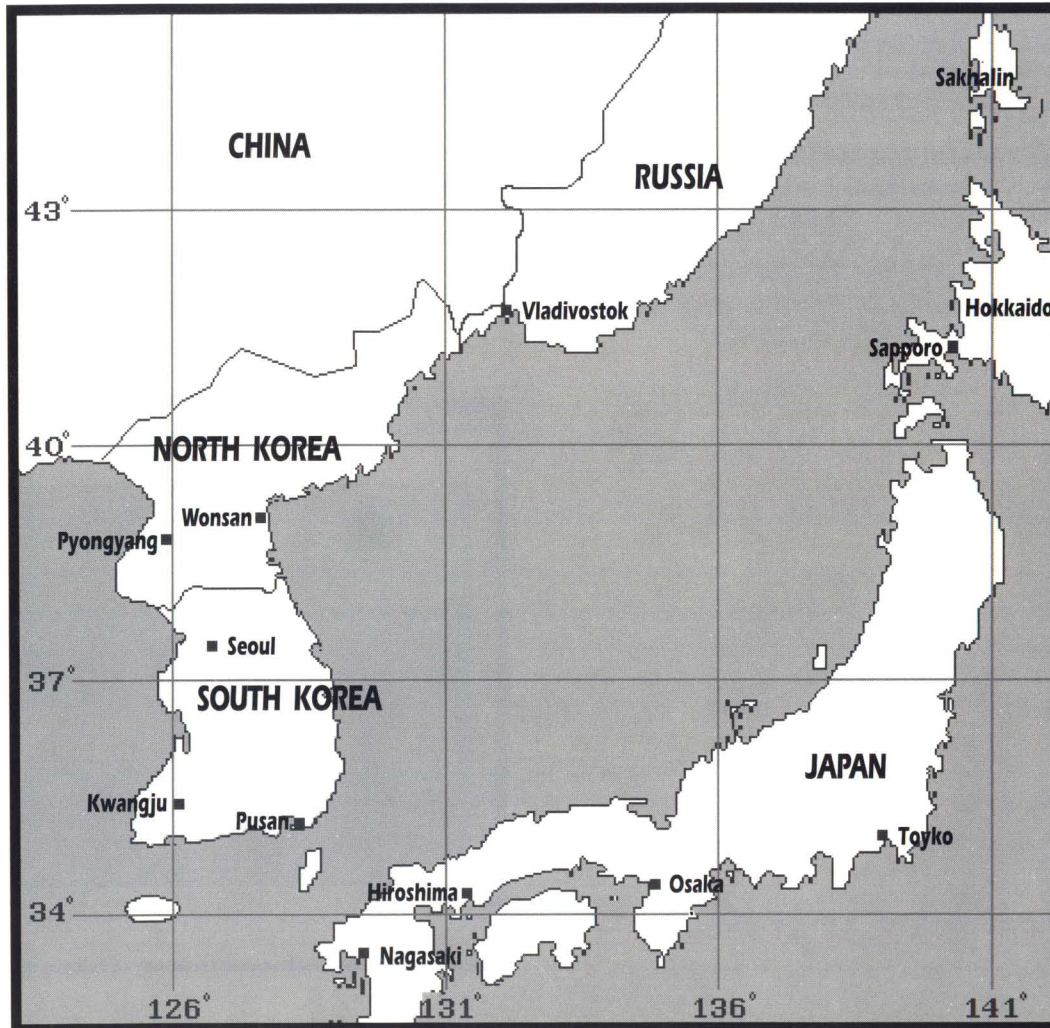 Sakhalin
CHINA
RUSSIA
43°
Vladivostok
Hokkaido
Sapporo
40°
NORTH KOREA
Wonsan
Pyongyang
Seoul
37°
SOUTH KOREA
JAPAN
Kwangju
Pusan
Toyko
Hiroshima
Osaka
34°
Nagasaki
126°
131°
136°
141°